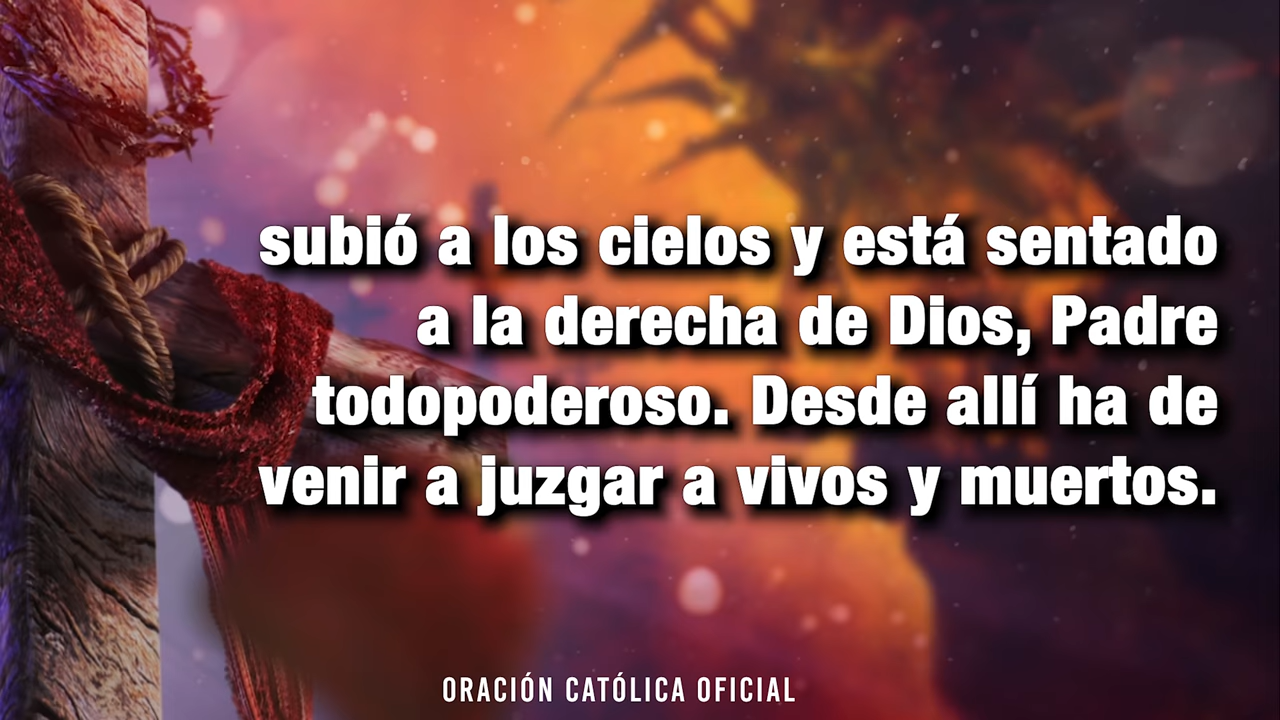 subió a los cielos y está sentado
a la derecha de Dios, Padre
todopoderoso. Desde allí ha de
venir a juzgar a vivos y muertos.
ORACIÓN CATÓLICA OFICIAL